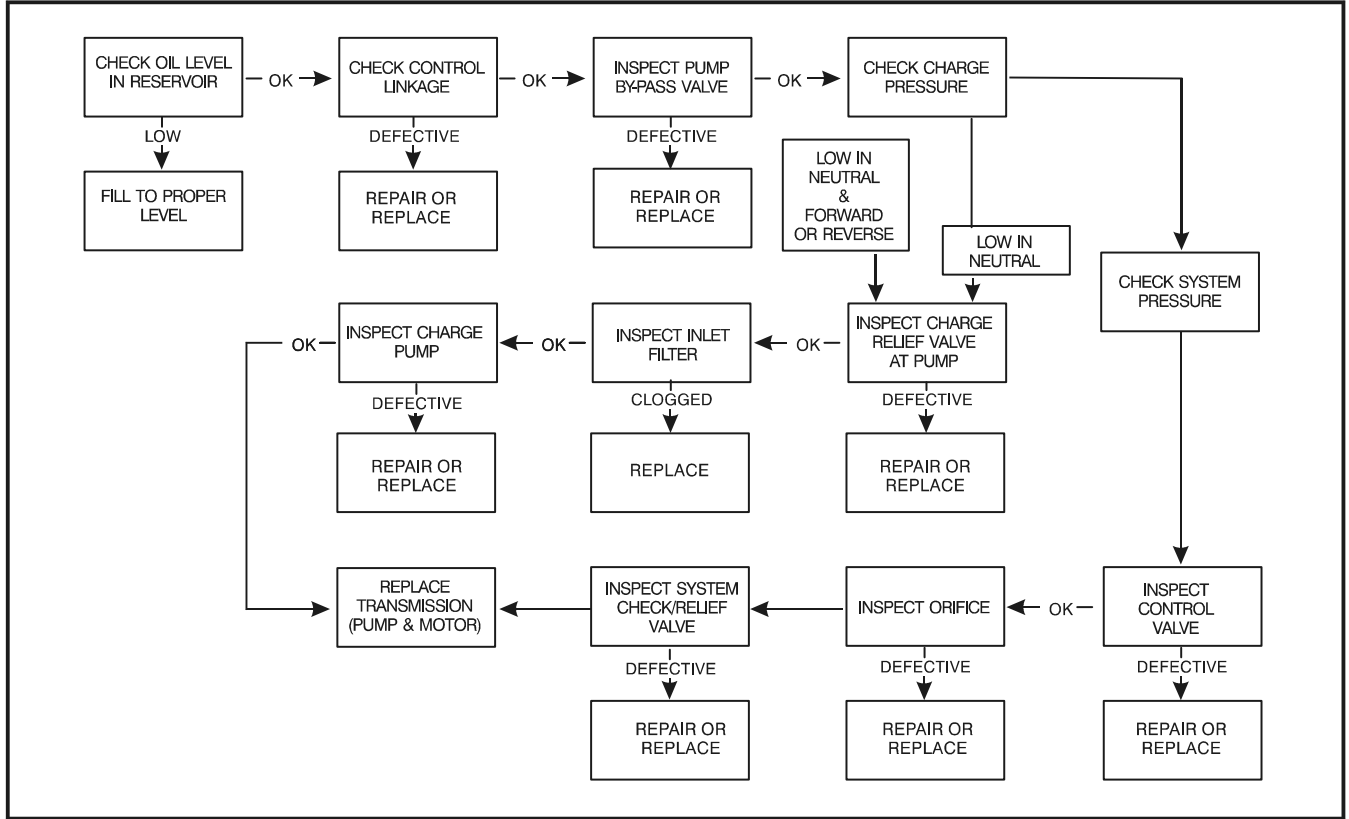 CHECK OIL LEVEL
IN RESERVOIR
OK
CHECK CONTROL
LINKAGE
OK
INSPECT PUMP
BY-PASS VALVE
OK
CHECK CHARGE
PRESSURE
LOW
DEFECTIVE
DEFECTIVE
FILL TO PROPER
LEVEL
REPAIR OR
REPLACE
REPAIR OR
REPLACE
LOW IN
NEUTRAL
&
FORWARD
OR REVERSE
LOW IN
NEUTRAL
CHECK SYSTEM
PRESSURE
OK
INSPECT CHARGE
PUMP
OK
INSPECT INLET
FILTER
OK
INSPECT CHARGE
RELIEF VALVE
AT PUMP
DEFECTIVE
CLOGGED
DEFECTIVE
REPAIR OR
REPLACE
REPLACE
REPAIR OR
REPLACE
REPLACE
TRANSMISSION
(PUMP & MOTOR)
INSPECT SYSTEM
CHECK/RELIEF
VALVE
INSPECT ORIFICE
OK
INSPECT
CONTROL
VALVE
DEFECTIVE
DEFECTIVE
DEFECTIVE
REPAIR OR
REPLACE
REPAIR OR
REPLACE
REPAIR OR
REPLACE